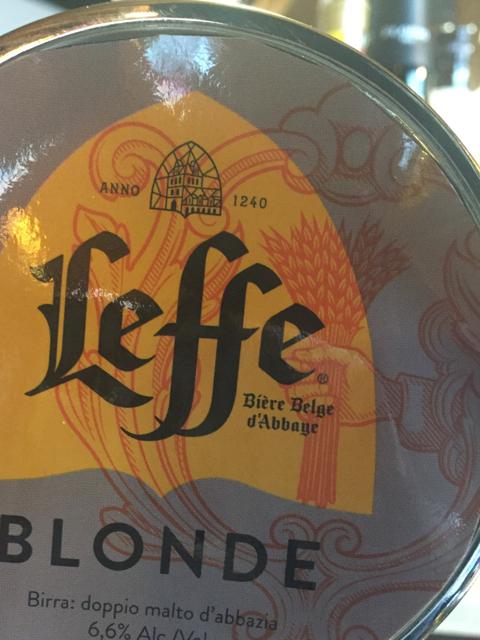 ANNO 1240
Leffe®
Bière Belge
d'Abbaye
BLONDE
Birra: doppio malto d'abbazia
6,6% Alc./Vol